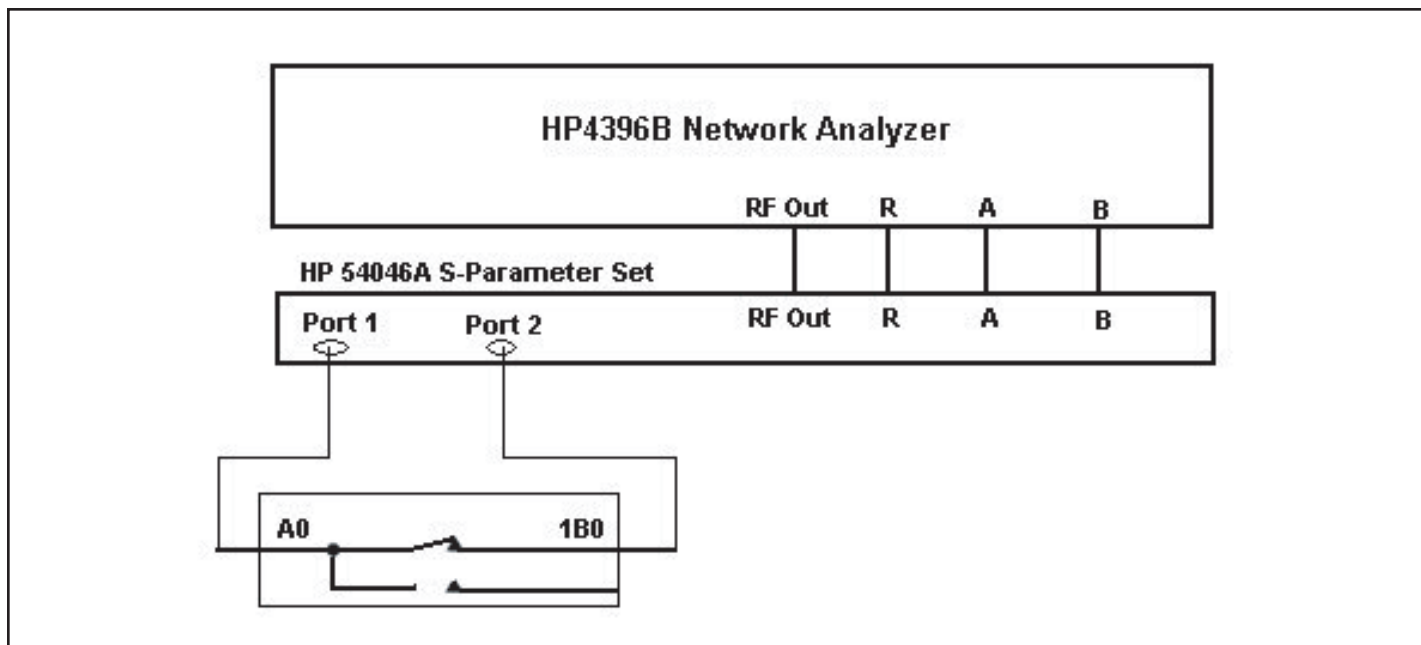 HP4396B Network Analyzer
RF Out R A B
HP 54046A S-Parameter Set
Port 1 Port 2 RF Out R A B
A0 1B0